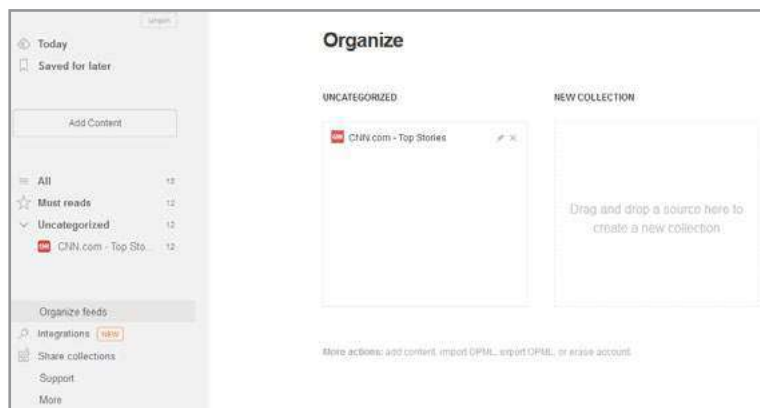 Today
Saved for later
Add Content
All 12
Must reads 12
Uncategorized 12
CNN CNN.com - Top Sto... 12
Organize feeds
Integrations NEW
Share collections
Support
More
Organize
UNCATEGORIZED
CNN CNN.com - Top Stories
NEW COLLECTION
Drag and drop a source here to
create a new collection
More actions: add content, import OPML, export OPML, or erase account.